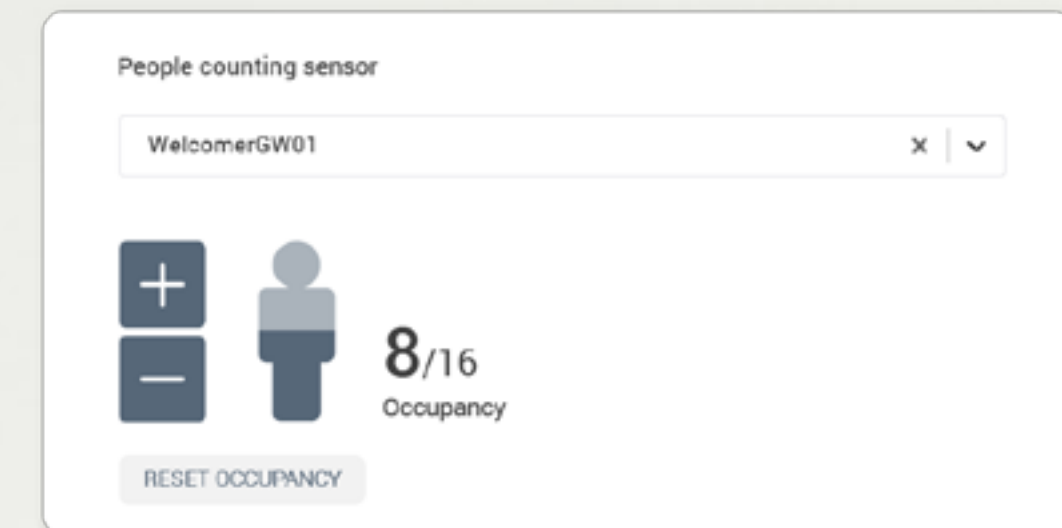 People counting sensor
WelcomerGW01
8/16
Occupancy
RESET OCCUPANCY